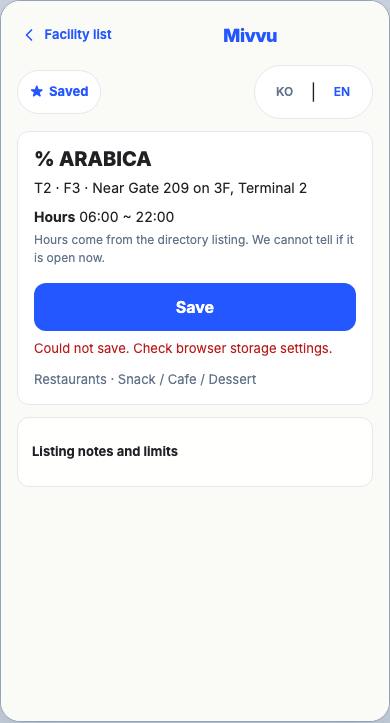 Facility list
Mivvu
Saved
KO | EN
% ARABICA
T2 · F3 · Near Gate 209 on 3F, Terminal 2
Hours 06:00 ~ 22:00
Hours come from the directory listing. We cannot tell if it
is open now.
Save
Could not save. Check browser storage settings.
Restaurants · Snack / Cafe / Dessert
Listing notes and limits